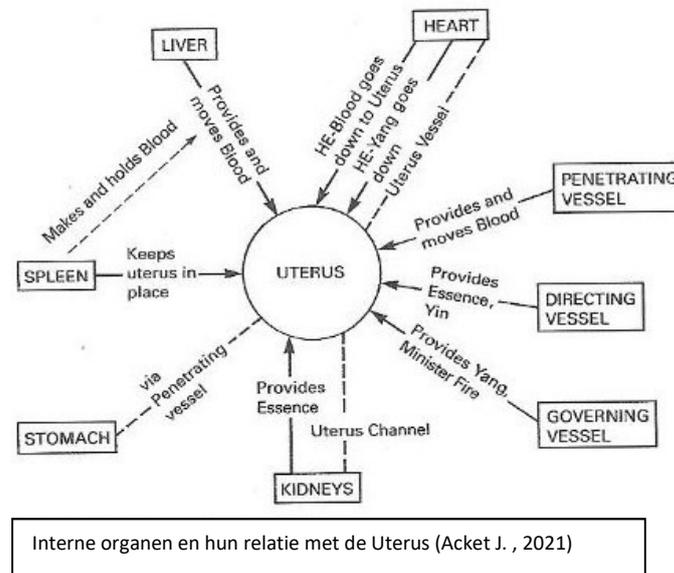 HEART
LIVER
HE-Blood goes
down to Uterus
HE-Yang goes
down
Uterus Vessel
Provides and
moves Blood
Makes and holds Blood
PENETRATING
VESSEL
Provides and
moves Blood
SPLEEN
Keeps
uterus in
place
UTERUS
Provides
Essence,
Yin
DIRECTING
VESSEL
Provides Yang,
Minister Fire
GOVERNING
VESSEL
via
Penetrating
vessel
STOMACH
Provides
Essence
Uterus Channel
KIDNEYS
Interne organen en hun relatie met de Uterus (Acket J. , 2021)